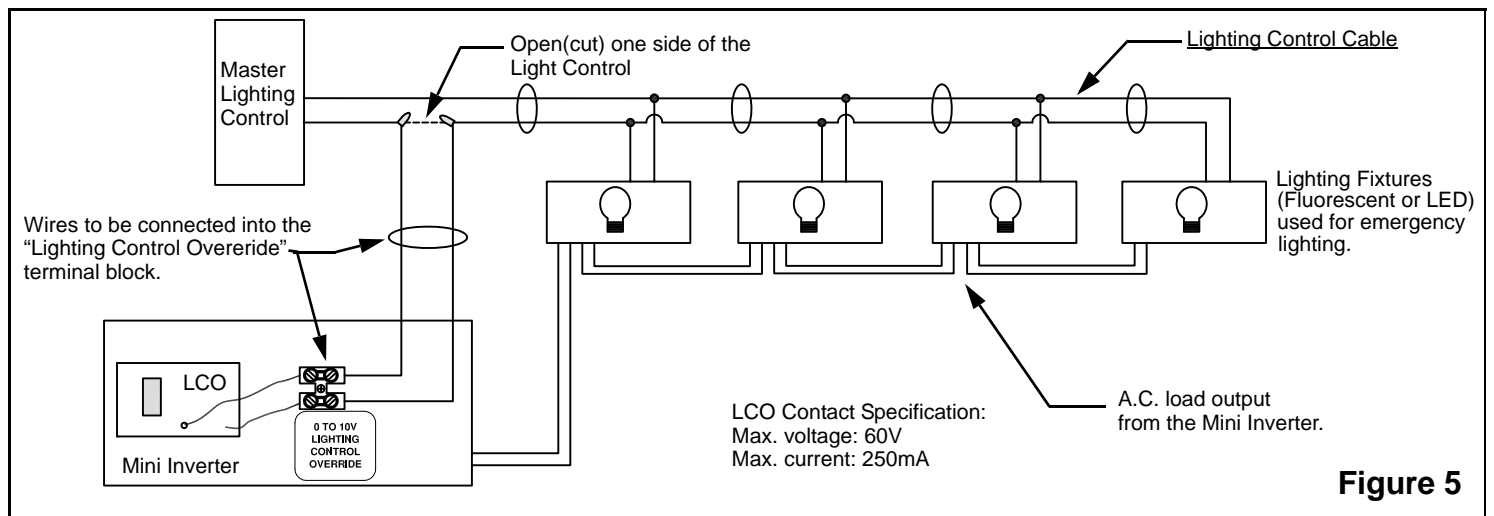 Master
Lighting
Control
Open(cut) one side of the
Light Control
Lighting Control Cable
Wires to be connected into the
“Lighting Control Overeride”
terminal block.
Lighting Fixtures
(Fluorescent or LED)
used for emergency
lighting.
LCO
0 TO 10V
LIGHTING
CONTROL
OVERRIDE
Mini Inverter
LCO Contact Specification:
Max. voltage: 60V
Max. current: 250mA
A.C. load output
from the Mini Inverter.
Figure 5